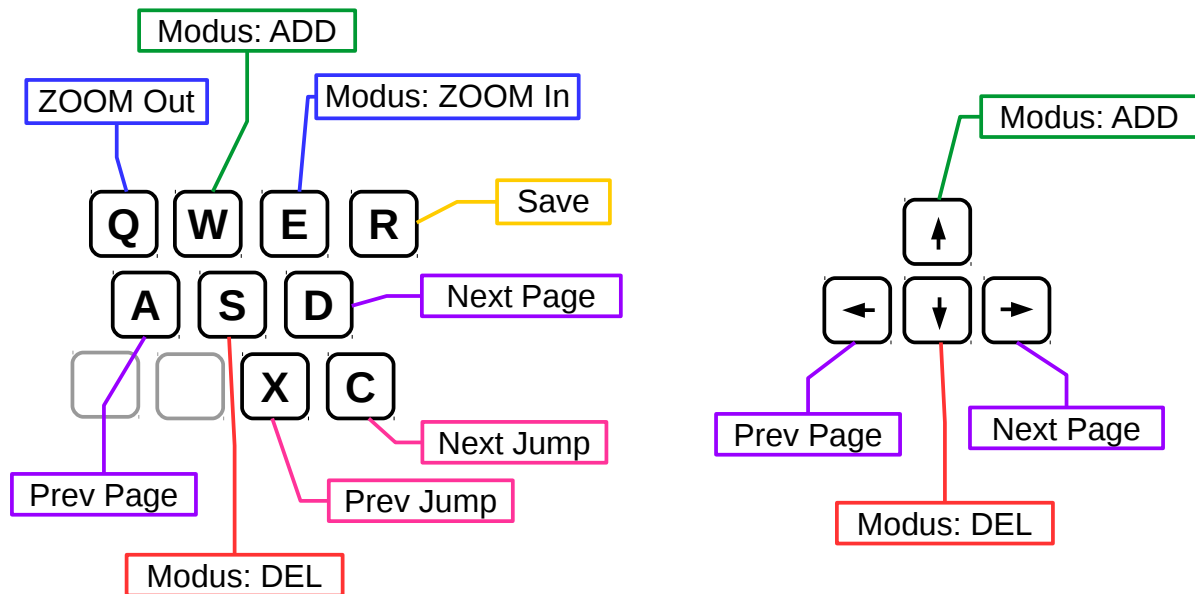 Modus: ADD
ZOOM Out
Modus: ZOOM In
Modus: ADD
Q W E R
Save
A S D
Next Page
X C
Next Jump
Prev Page
Prev Jump
Modus: DEL
Prev Page
Next Page
Modus: DEL